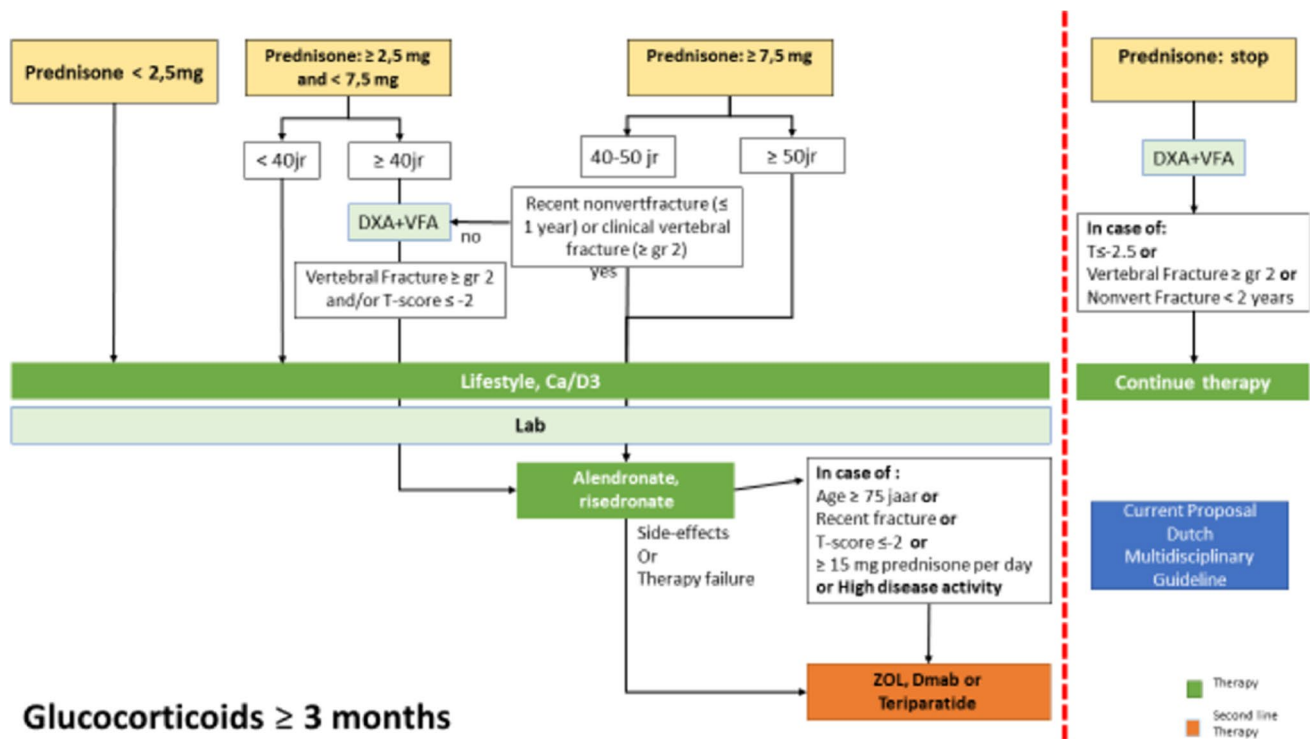 Prednisone < 2,5mg
Prednisone: ≥ 2,5 mg
and < 7,5 mg
Prednisone: ≥ 7,5 mg
Prednisone: stop
< 40jr
≥ 40jr
40-50 jr
≥ 50jr
DXA+VFA
DXA+VFA
no
Recent nonvertfracture (≤
1 year) or clinical vertebral
fracture (≥ gr 2)
yes
Vertebral Fracture ≥ gr 2
and/or T-score ≤ -2
In case of:
T≤-2.5 or
Vertebral Fracture ≥ gr 2 or
Nonvert Fracture < 2 years
Lifestyle, Ca/D3
Continue therapy
Lab
Alendronate,
risedronate
Side-effects
Or
Therapy failure
In case of :
Age ≥ 75 jaar or
Recent fracture or
T-score ≤-2 or
≥ 15 mg prednisone per day
or High disease activity
Current Proposal
Dutch
Multidisciplinary
Guideline
ZOL, Dmab or
Teriparatide
Therapy
Second line
Therapy
Glucocorticoids ≥ 3 months